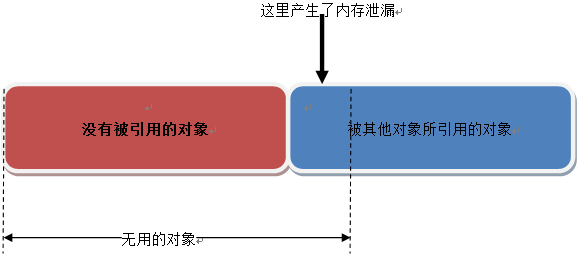 这里产生了内存泄漏
没有被引用的对象
被其他对象所引用的对象
无用的对象